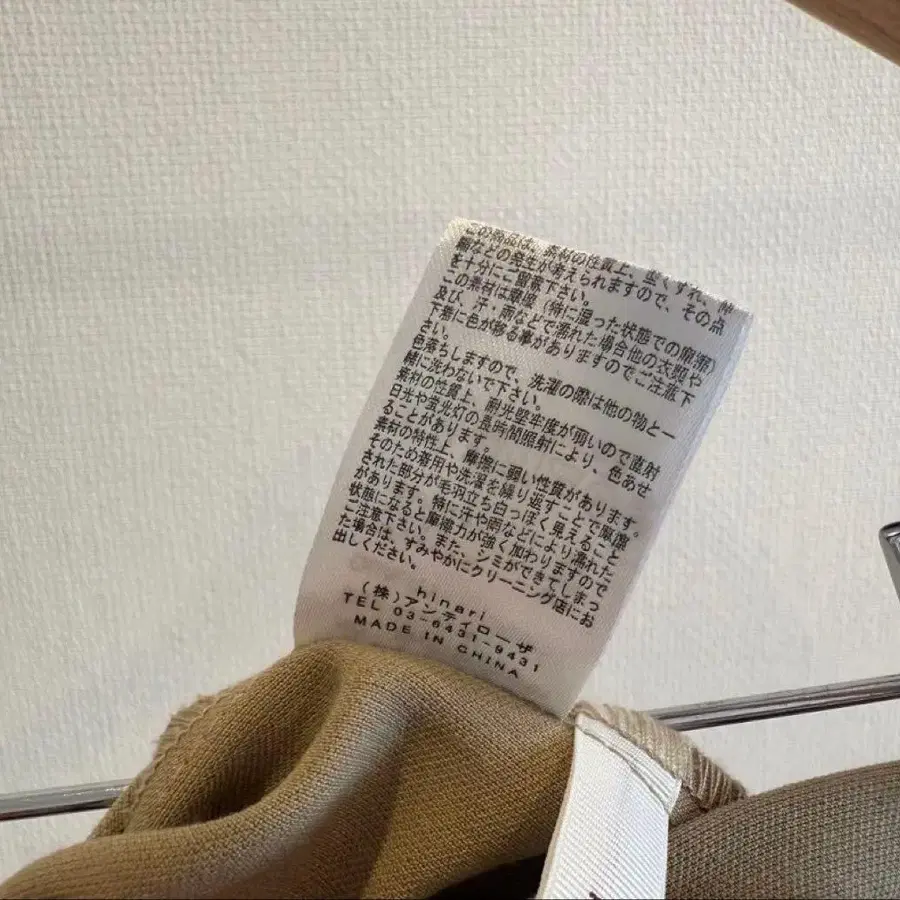 この商品は、素材の性質上、型くずれ、伸
縮などの発生が考えられますので、その点
を十分にご留意下さい。
この素材は摩擦（特に湿った状態での摩擦）
及び、汗・雨などで濡れた場合他の衣類や
下着に色が移る事がありますのでご注意下
さい。
色落ちしますので、洗濯の際は他の物と一
緒に洗わないで下さい。
素材の性質上、耐光堅牢度が弱いので直射
日光や蛍光灯の長時間照射により、色あせ
ることがあります。
素材の特性上、摩擦に弱い性質があります。
そのため着用や洗濯を繰り返すことで摩擦
された部分が毛羽立ち白っぽく見えること
があります。特に汗や雨などにより濡れた
状態になると摩擦力が強く加わりますので
ご注意下さい。また、シミができてしまっ
た場合は、すみやかにクリーニング店にお
出しください。
hinari
(株)アンティローザ
TEL 03-6431-9431
MADE IN CHINA